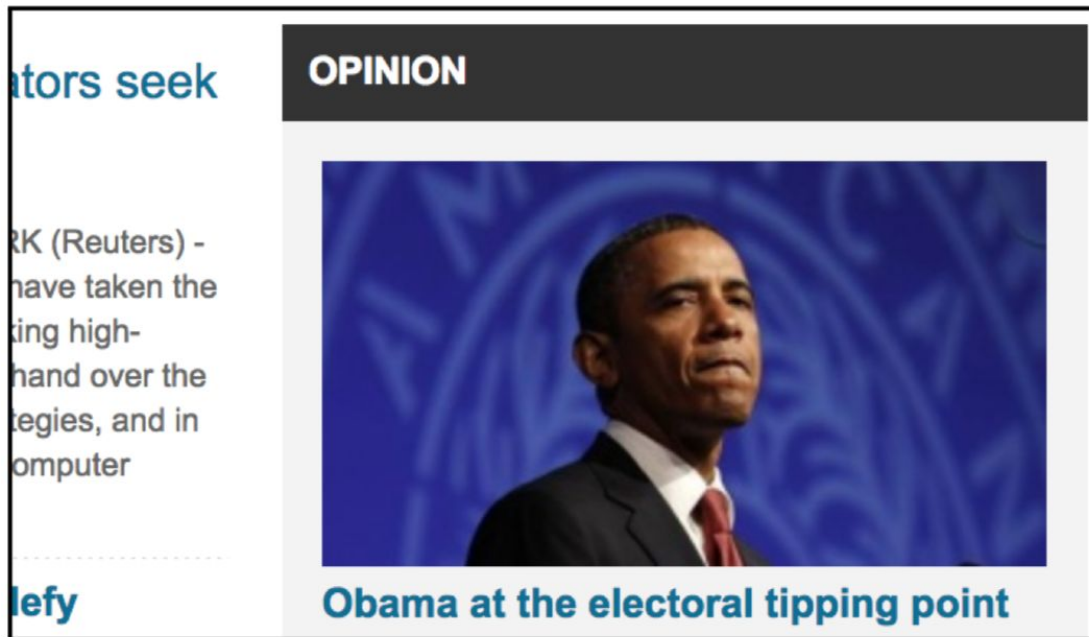 ators seek
RK (Reuters) -
have taken the
king high-
hand over the
tegies, and in
omputer
lefy
OPINION
Obama at the electoral tipping point